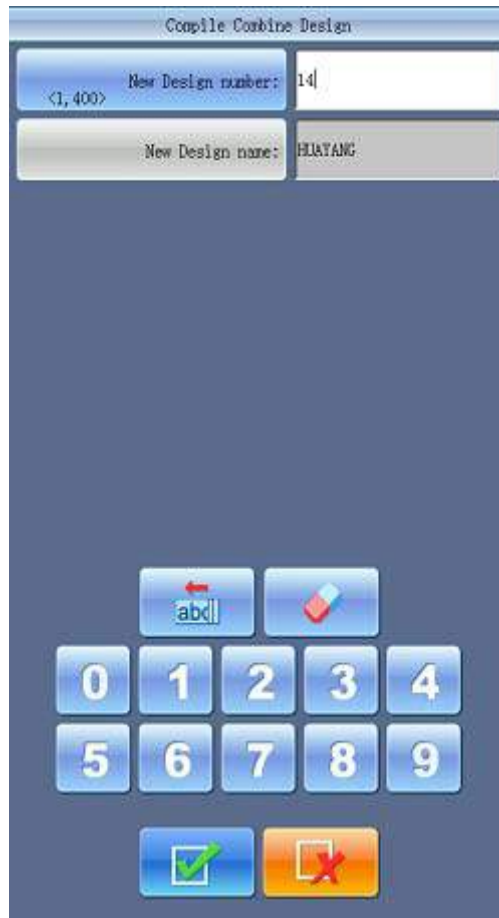 Compile Combine Design
New Design number:
<1,400>
14
New Design name:
HUAYANG
abc
0 1 2 3 4
5 6 7 8 9